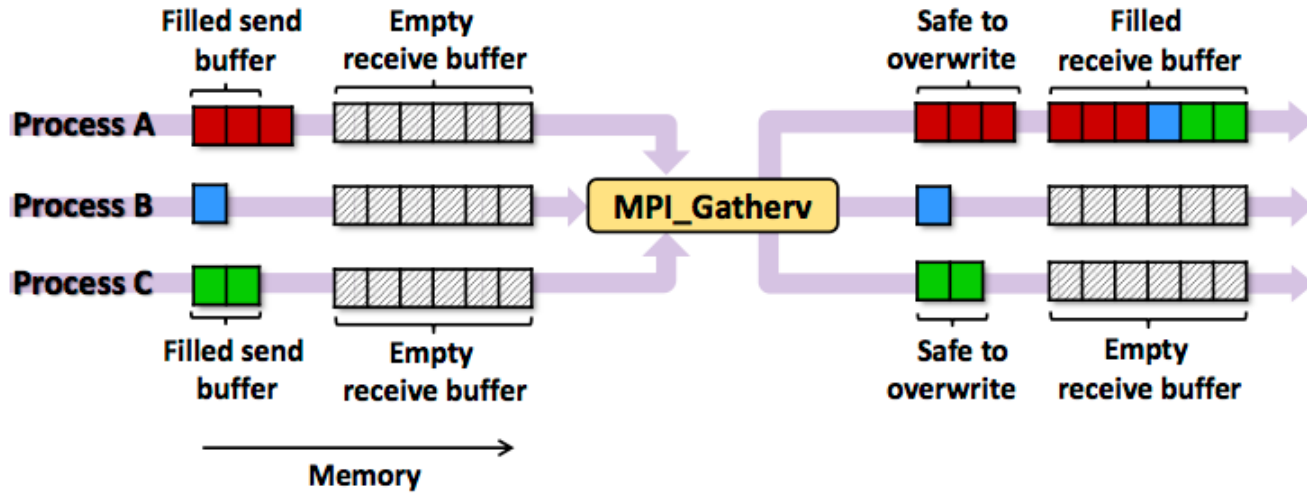 Filled send
buffer
Empty
receive buffer
Safe to
overwrite
Filled
receive buffer
Process A
Process B
MPI_Gatherv
Process C
Filled send
buffer
Empty
receive buffer
Safe to
overwrite
Empty
receive buffer
Memory